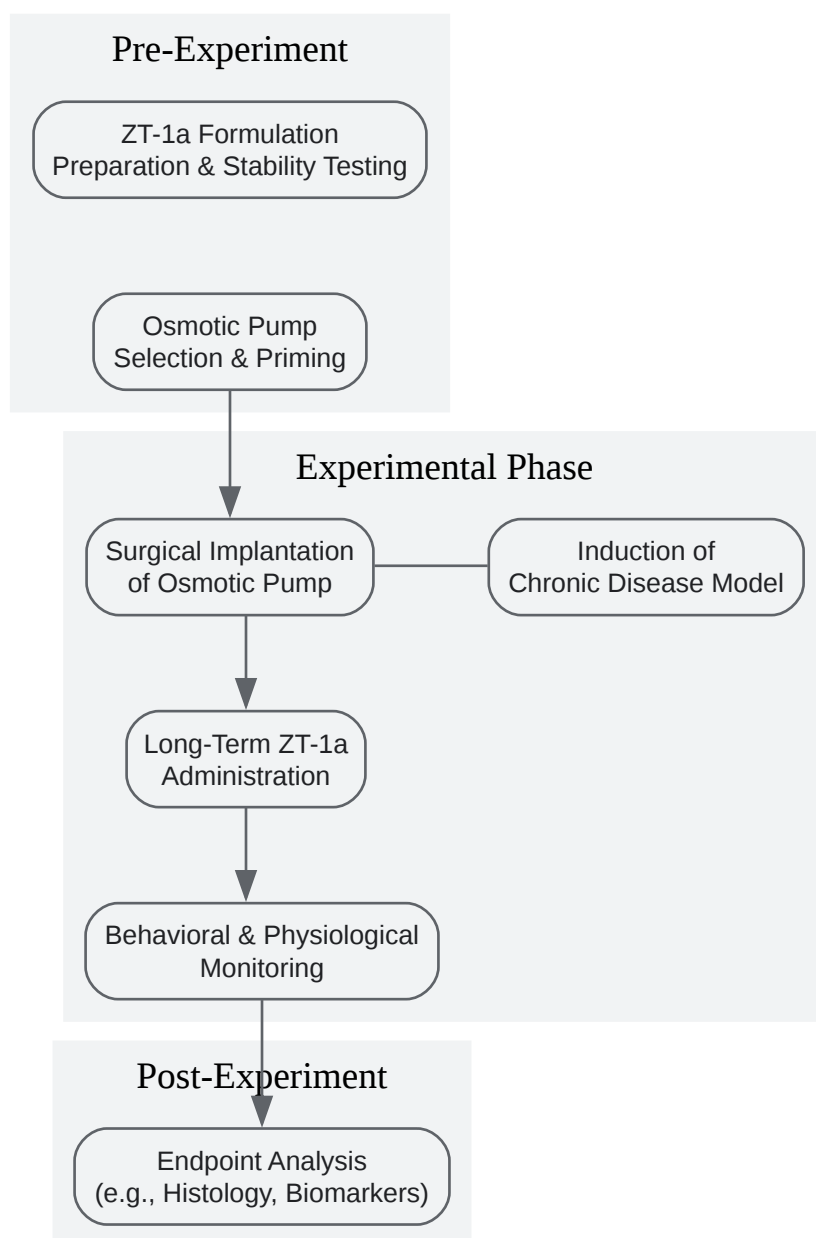 Pre-Experiment
ZT-1a Formulation
Preparation & Stability Testing
Osmotic Pump
Selection & Priming
Experimental Phase
Surgical Implantation
of Osmotic Pump
Induction of
Chronic Disease Model
Long-Term ZT-1a
Administration
Behavioral & Physiological
Monitoring
Post-Experiment
Endpoint Analysis
(e.g., Histology, Biomarkers)